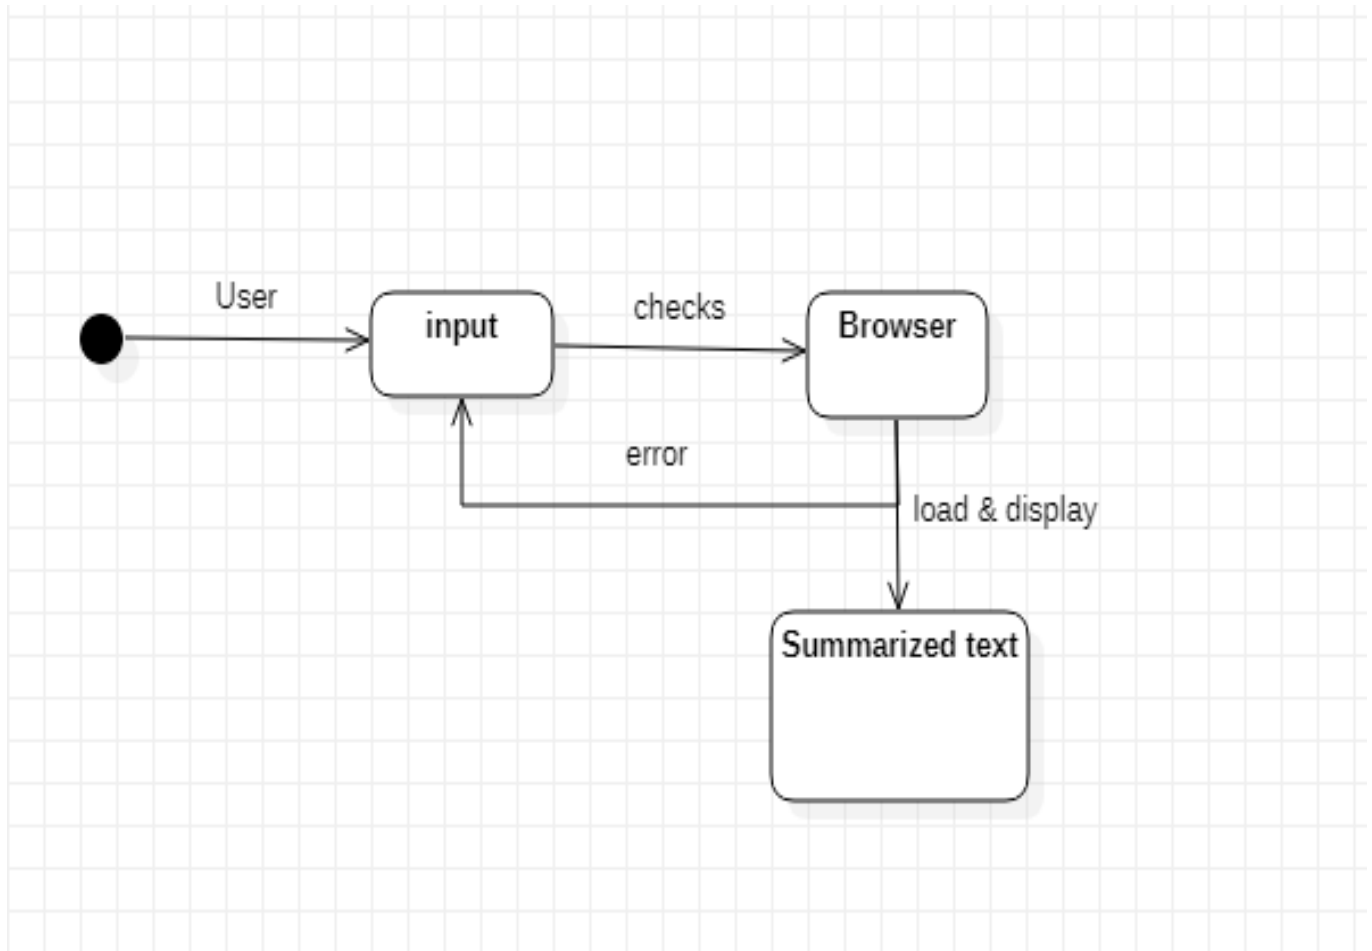 User
input
checks
Browser
error
load & display
Summarized text